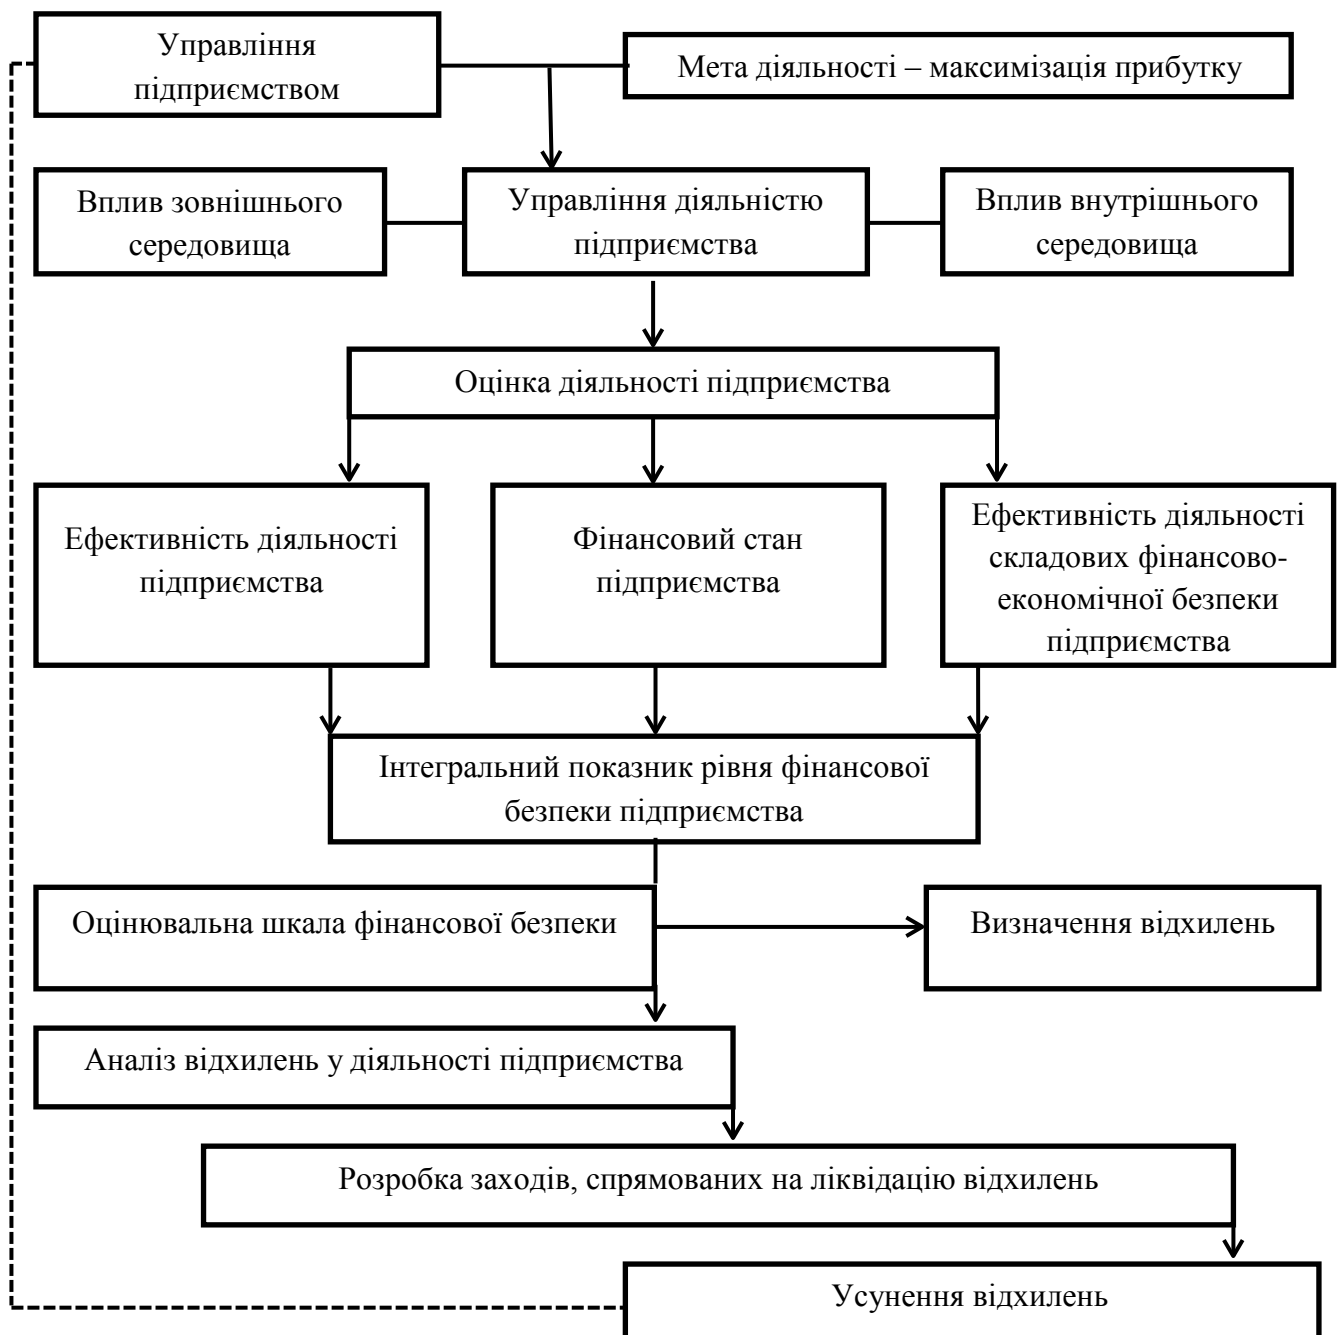 Управління
підприємством
Мета діяльності – максимізація прибутку
Вплив зовнішнього
середовища
Управління діяльністю
підприємства
Вплив внутрішнього
середовища
Оцінка діяльності підприємства
Ефективність діяльності
підприємства
Фінансовий стан
підприємства
Ефективність діяльності
складових фінансово-
економічної безпеки
підприємства
Інтегральний показник рівня фінансової
безпеки підприємства
Оцінювальна шкала фінансової безпеки
Визначення відхилень
Аналіз відхилень у діяльності підприємства
Розробка заходів, спрямованих на ліквідацію відхилень
Усунення відхилень